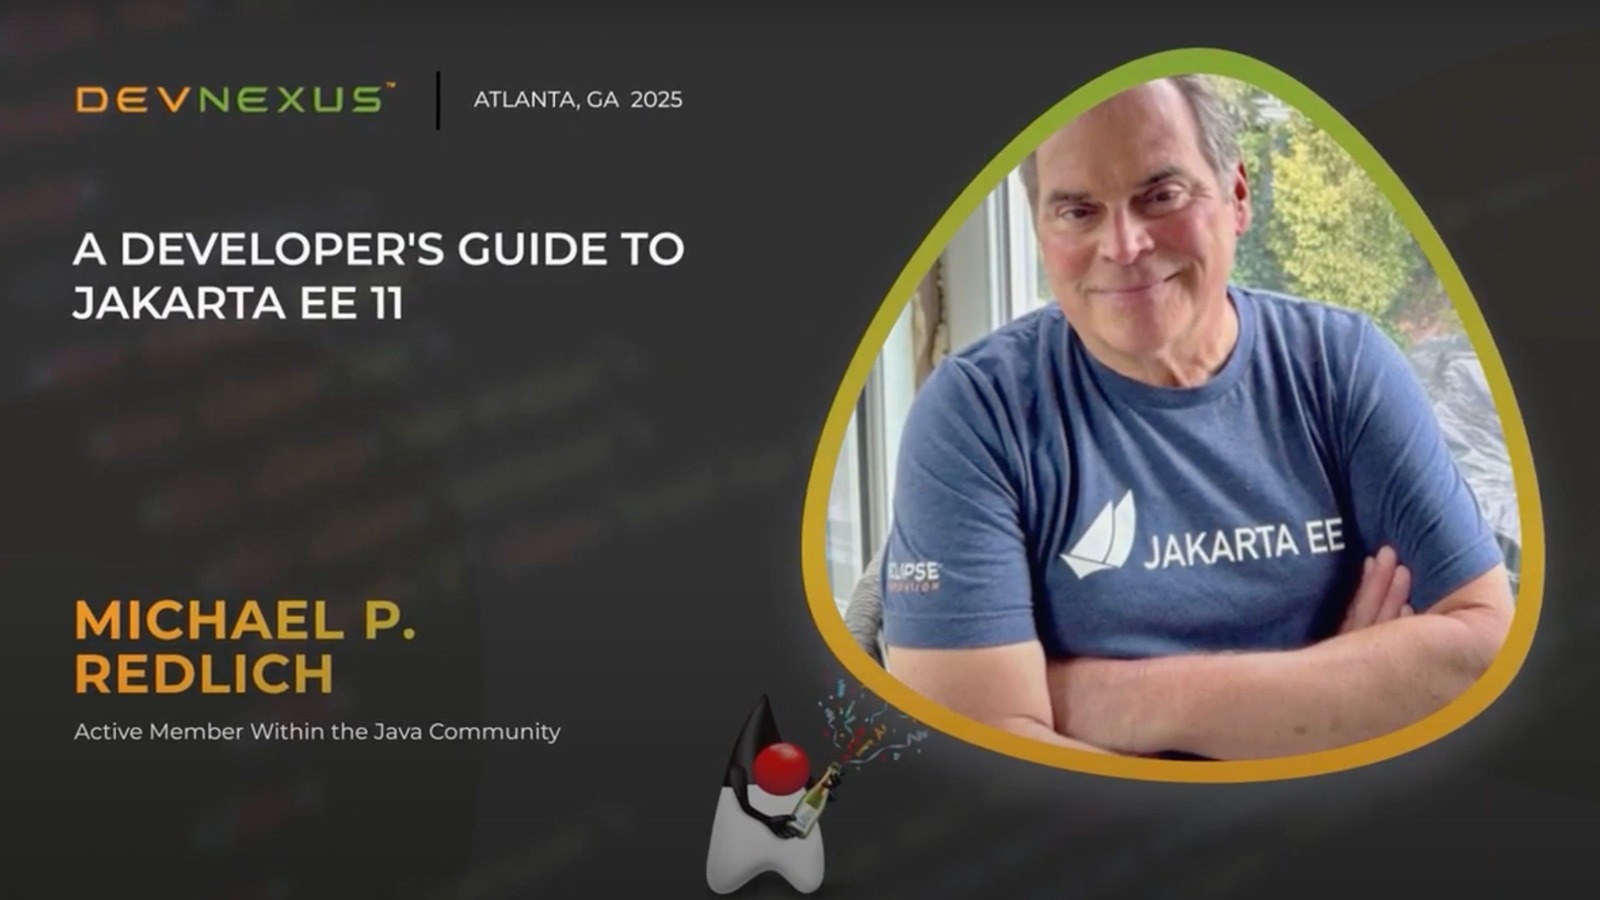 DEVNEXUS™
ATLANTA, GA 2025
A DEVELOPER'S GUIDE TO
JAKARTA EE 11
JAKARTA EE
MICHAEL P.
REDLICH
Active Member Within the Java Community